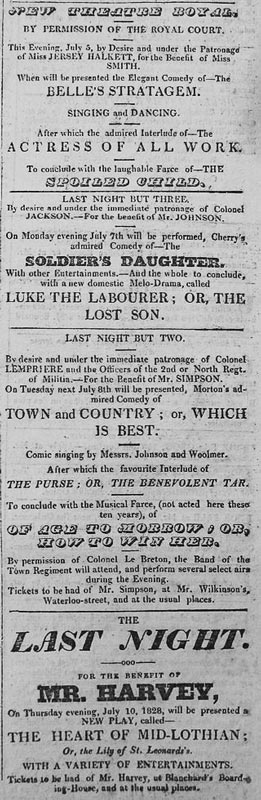 NEW THEATRE ROYAL.
BY PERMISSION OF THE ROYAL COURT.
This Evening, July 5, by Desire and under the Patronage
of Miss JERSEY HALKETT, for the Benefit of Miss
SMITH.
When will be presented the Elegant Comedy of—The
BELLE'S STRATAGEM.
SINGING and DANCING.
After which the admired Interlude of—The
ACTRESS OF ALL WORK.
To conclude with the laughable Farce of—THE
SPOILED CHILD.
LAST NIGHT BUT THREE.
By desire and under the immediate patronage of Colonel
JACKSON.—For the benefit of Mr. JOHNSON.
On Monday evening July 7th will be performed, Cherry's
admired Comedy of—The
SOLDIER'S DAUGHTER.
With other Entertainments.—And the whole to conclude,
with a new domestic Melo-Drama, called
LUKE THE LABOURER; OR, THE
LOST SON.
LAST NIGHT BUT TWO.
By desire and under the immediate patronage of Colonel
LEMPRIERE and the Officers of the 2nd or North Regt.
of Militia.—For the Benefit of Mr. SIMPSON.
On Tuesday next July 8th will be presented, Morton's ad-
mired Comedy of
TOWN and COUNTRY; or, WHICH
IS BEST.
Comic singing by Messrs. Johnson and Woolmer.
After which the favourite Interlude of
THE PURSE; OR, THE BENEVOLENT TAR.
To conclude with the Musical Farce, (not acted here these
ten years), of
OF AGE TO MORROW; OR,
HOW TO WIN HER.
By permission of Colonel Le Breton, the Band of the
Town Regiment will attend, and perform several select airs
during the Evening.
Tickets to be had of Mr. Simpson, at Mr. Wilkinson's,
Waterloo-street, and at the usual places.
THE
LAST NIGHT.
ooo
FOR THE BENEFIT OF
MR. HARVEY,
On Thursday evening, July 10, 1828, will be presented a
NEW PLAY, called—
THE HEART OF MID-LOTHIAN;
Or, the Lily of St. Leonard's.
WITH A VARIETY OF ENTERTAINMENTS.
Tickets to be had of Mr. Harvey, at Blanchard's Board-
ing-House, and at the usual places.